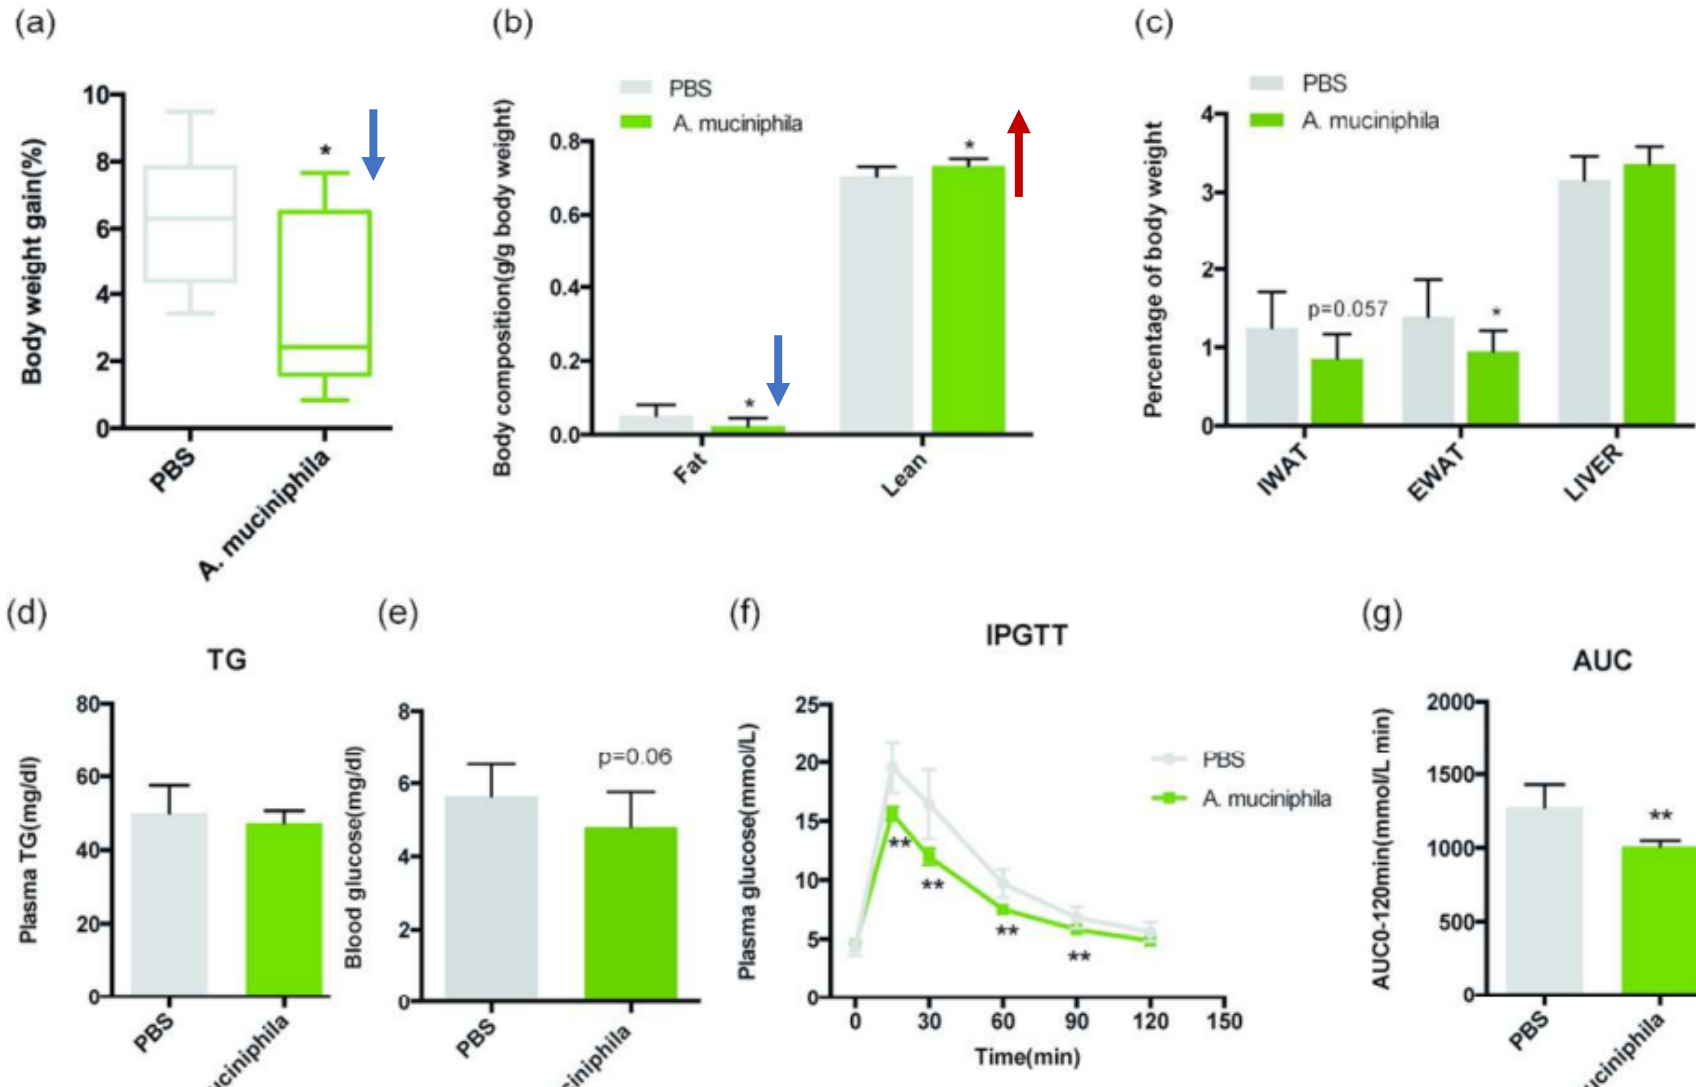 (a)
Body weight gain(%)
10
8
6
4
2
0
*
PBS
A. muciniphila
(b)
PBS
A. muciniphila
Body composition(g/g body weight)
0.8
0.6
0.4
0.2
0.0
*
*
Fat
Lean
(c)
PBS
A. muciniphila
Percentage of body weight
4
3
2
1
0
p=0.057
*
IWAT
EWAT
LIVER
(d)
TG
Plasma TG(mg/dl)
80
60
40
20
0
PBS
uciniphila
(e)
Blood glucose(mg/dl)
8
6
4
2
0
p=0.06
PBS
uciniphila
(f)
IPGTT
Plasma glucose(mmol/L)
25
20
15
10
5
0
PBS
A. muciniphila
**
**
**
**
0 30 60 90 120 150
Time(min)
(g)
AUC
AUC0-120min(mmol/L min)
2000
1500
1000
500
0
**
PBS
uciniphila